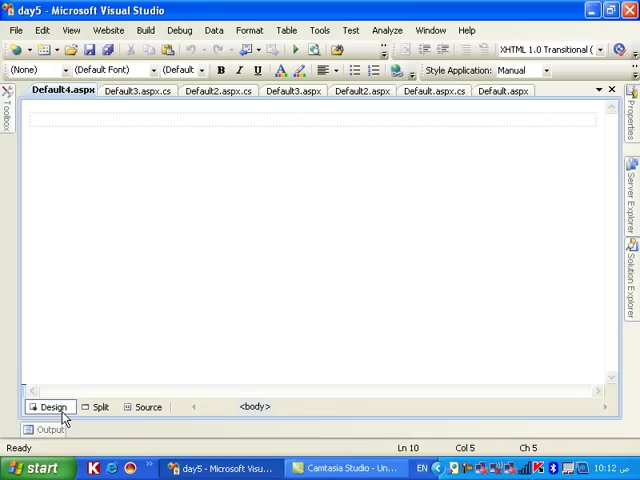 day5 - Microsoft Visual Studio
File Edit View Website Build Debug Data Format Table Tools Test Analyze Window Help
XHTML 1.0 Transitional (
(None) (Default Font) (Default B I U A Style Application: Manual
Default4.aspx Default3.aspx.cs Default2.aspx.cs Default3.aspx Default2.aspx Default.aspx.cs Default.aspx
Toolbox
Properties
Server Explorer
Solution Explorer
Design Split Source <body>
Output
Ready Ln 10 Col 5 Ch 5
start K e » day5 - Microsoft Visual Stu... Camtasia Studio - Un... EN 10:12 ص